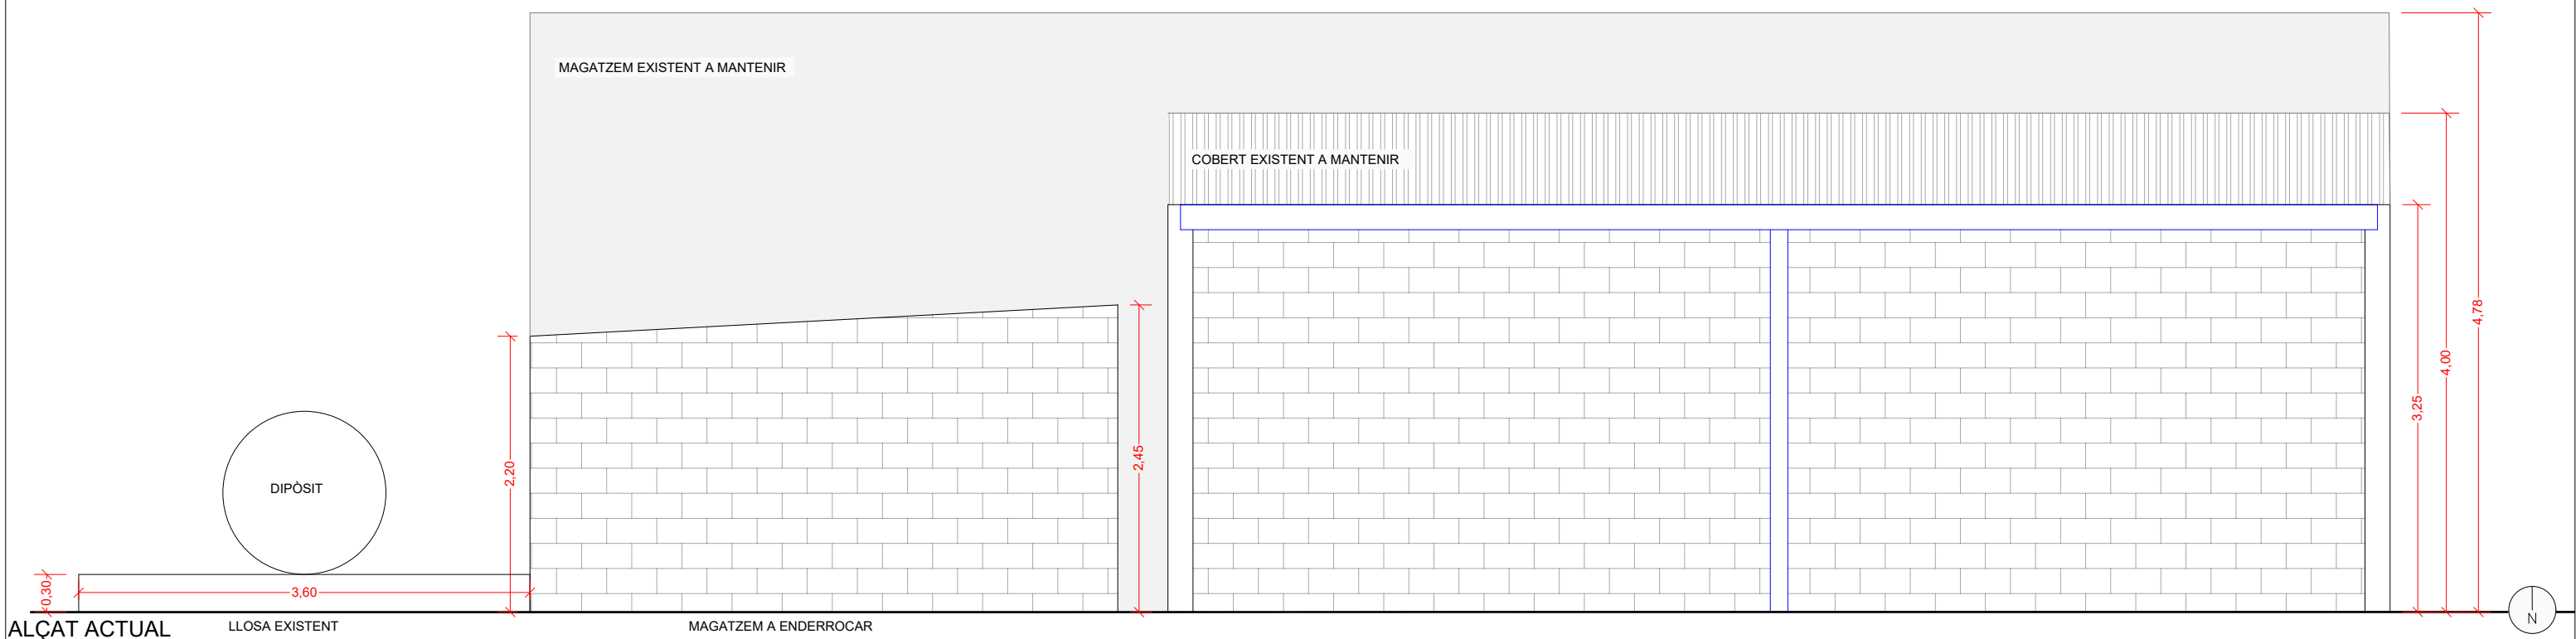 MAGATZEM EXISTENT A MANTENIR
COBERT EXISTENT A MANTENIR
4,78
4,00
3,25
2,45
2,20
DIPÒSIT
0,30
3,60
ALÇAT ACTUAL
LLOSA EXISTENT
MAGATZEM A ENDERROCAR
N